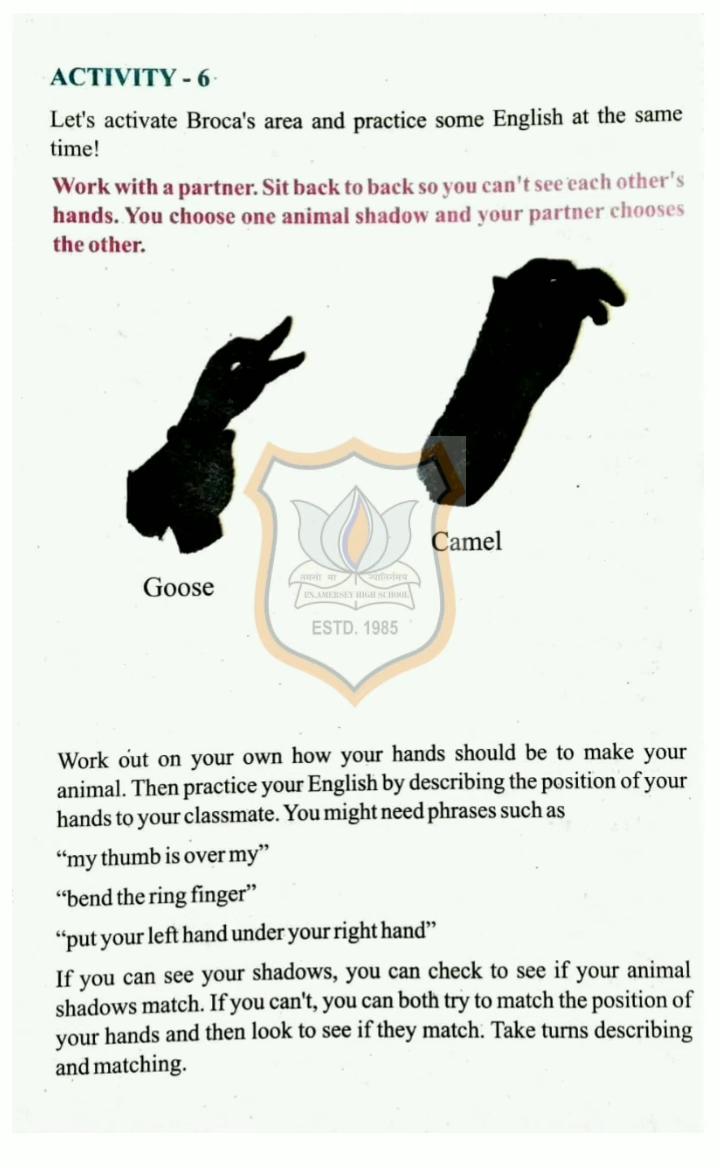 ACTIVITY - 6
Let's activate Broca's area and practice some English at the same
time!
Work with a partner. Sit back to back so you can't see each other's
hands. You choose one animal shadow and your partner chooses
the other.
Camel
Goose
तमसो मा ज्योतिर्गमय
HIGH SCHOOL
ESTD. 1985
Work out on your own how your hands should be to make your
animal. Then practice your English by describing the position of your
hands to your classmate. You might need phrases such as
“my thumb is over my”
“bend the ring finger”
“put your left hand under your right hand”
If you can see your shadows, you can check to see if your animal
shadows match. If you can't, you can both try to match the position of
your hands and then look to see if they match. Take turns describing
and matching.